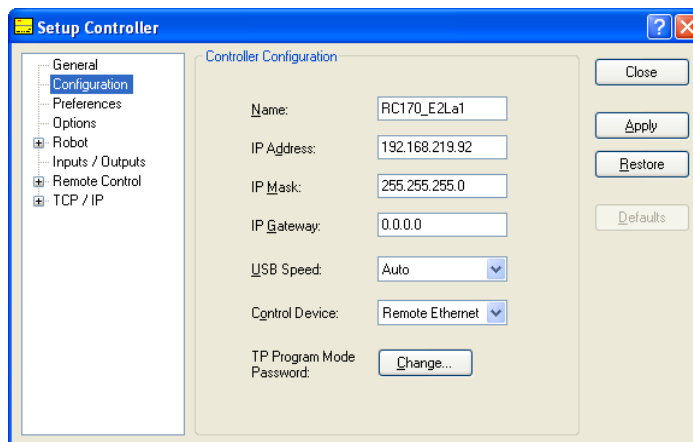 Setup Controller
General
Configuration
Preferences
Options
Robot
Inputs / Outputs
Remote Control
TCP / IP
Controller Configuration
Name: RC170_E2La1
IP Address: 192.168.219.92
IP Mask: 255.255.255.0
IP Gateway: 0.0.0.0
USB Speed: Auto
Control Device: Remote Ethernet
TP Program Mode
Password: Change...
Close
Apply
Restore
Defaults